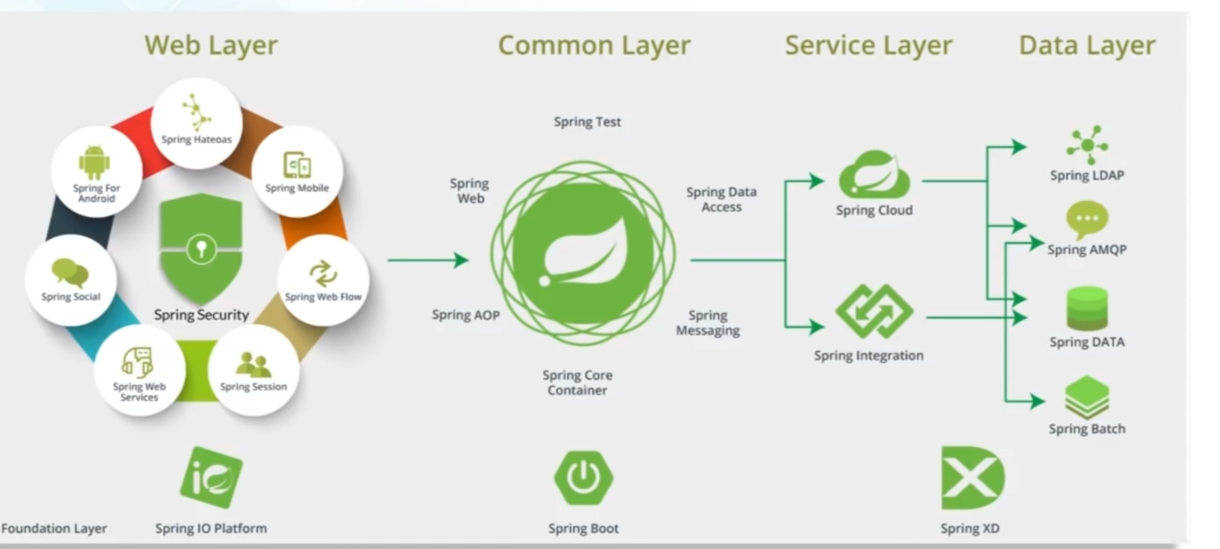 Web Layer
Common Layer
Service Layer
Data Layer
Spring Hateoas
Spring For
Android
Spring Mobile
Spring Social
Spring Security
Spring Web Flow
Spring Web
Services
Spring Session
Spring Test
Spring
Web
Spring Data
Access
Spring AOP
Spring
Messaging
Spring Core
Container
Spring Cloud
Spring Integration
Spring LDAP
Spring AMQP
Spring DATA
Spring Batch
Foundation Layer
Spring IO Platform
Spring Boot
Spring XD